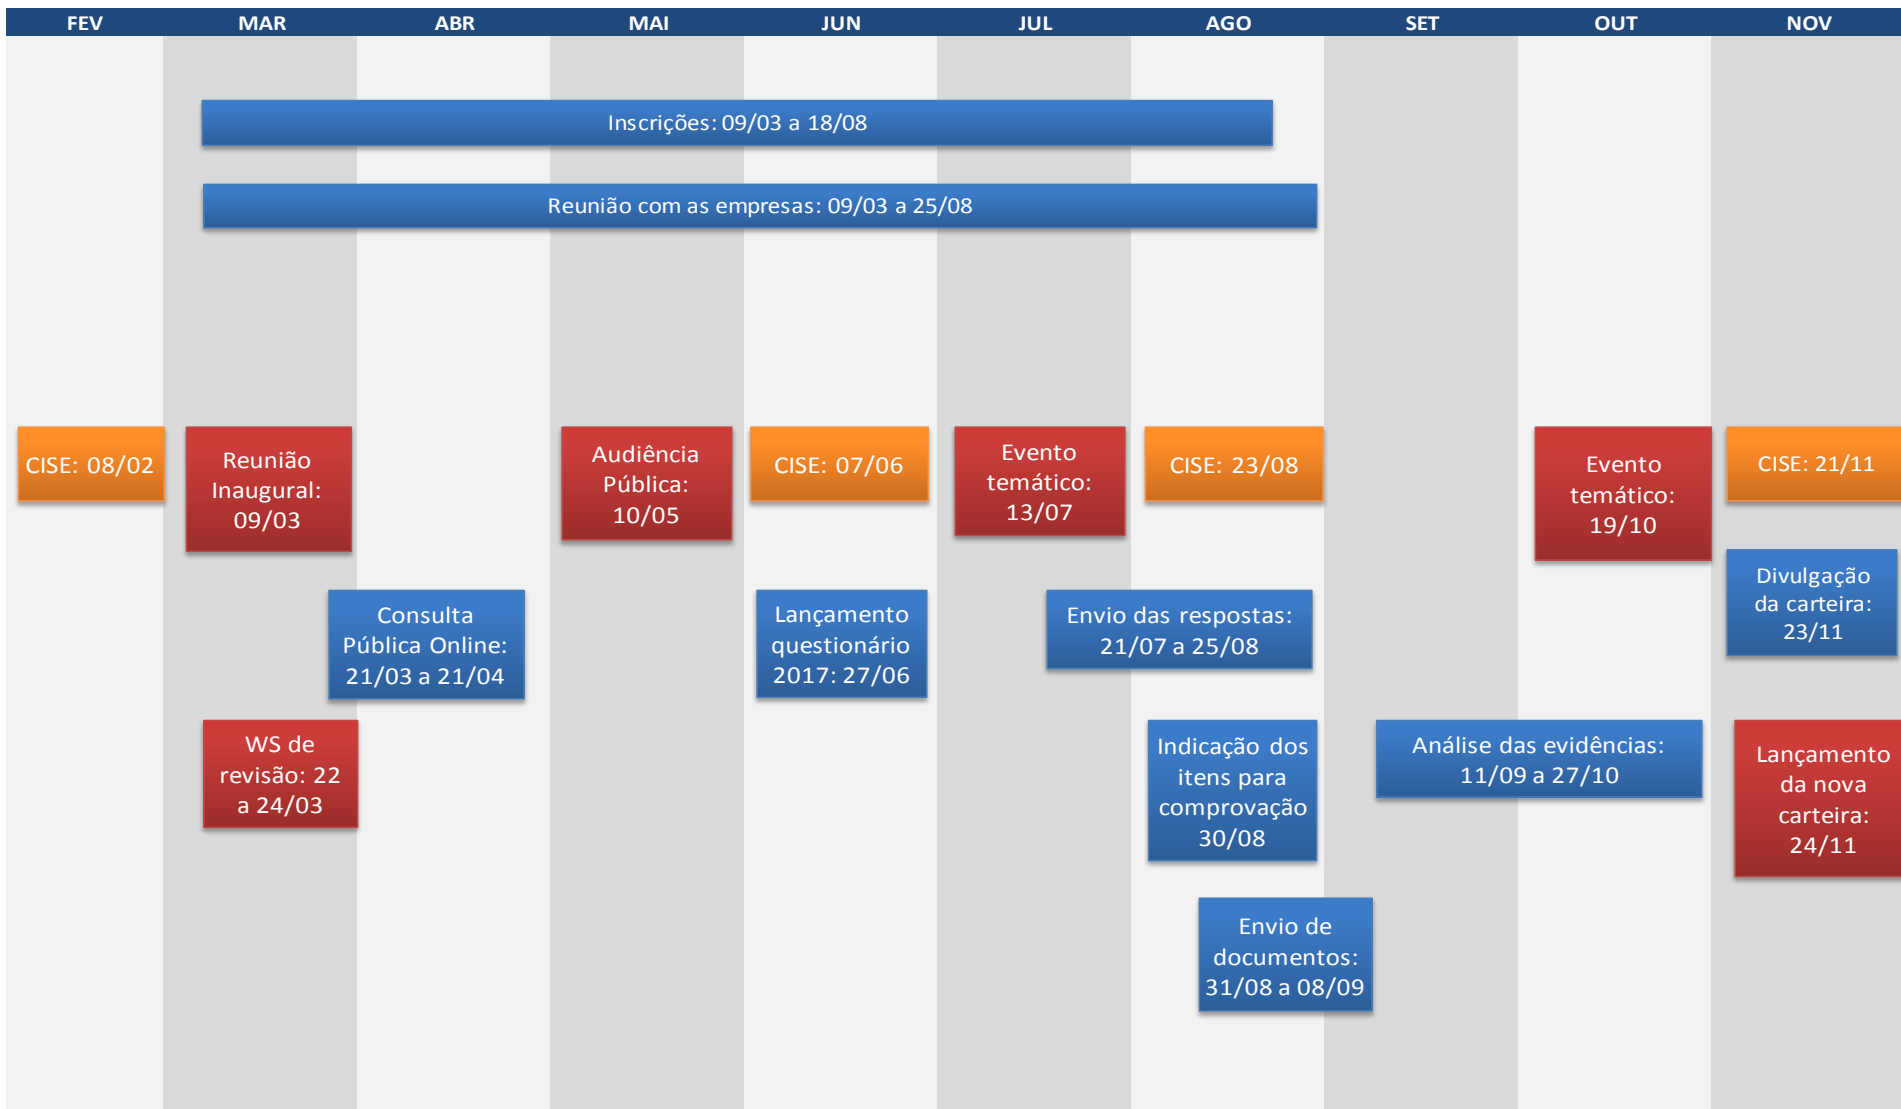 FEV MAR ABR MAI JUN JUL AGO SET OUT NOV
Inscrições: 09/03 a 18/08
Reunião com as empresas: 09/03 a 25/08
CISE: 08/02
Reunião
Inaugural:
09/03
Audiência
Pública:
10/05
CISE: 07/06
Evento
temático:
13/07
CISE: 23/08
Evento
temático:
19/10
CISE: 21/11
Consulta
Pública Online:
21/03 a 21/04
Lançamento
questionário
2017: 27/06
Envio das respostas:
21/07 a 25/08
Divulgação
da carteira:
23/11
WS de
revisão: 22
a 24/03
Indicação dos
itens para
comprovação
30/08
Análise das evidências:
11/09 a 27/10
Lançamento
da nova
carteira:
24/11
Envio de
documentos:
31/08 a 08/09